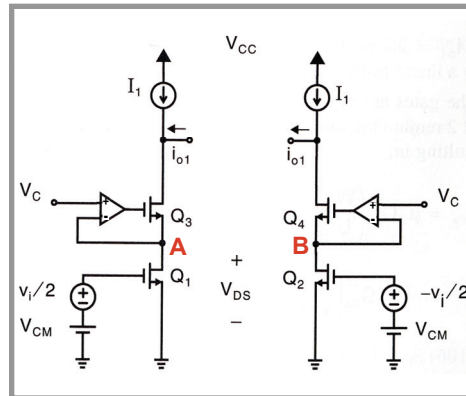 V_CC
I_1 I_1
i_o1 i_o1
V_C + - Q_3 Q_4 + - V_C
A B
Q_1 + Q_2
v_i/2 + - V_DS + - -v_i/2
V_CM - V_CM